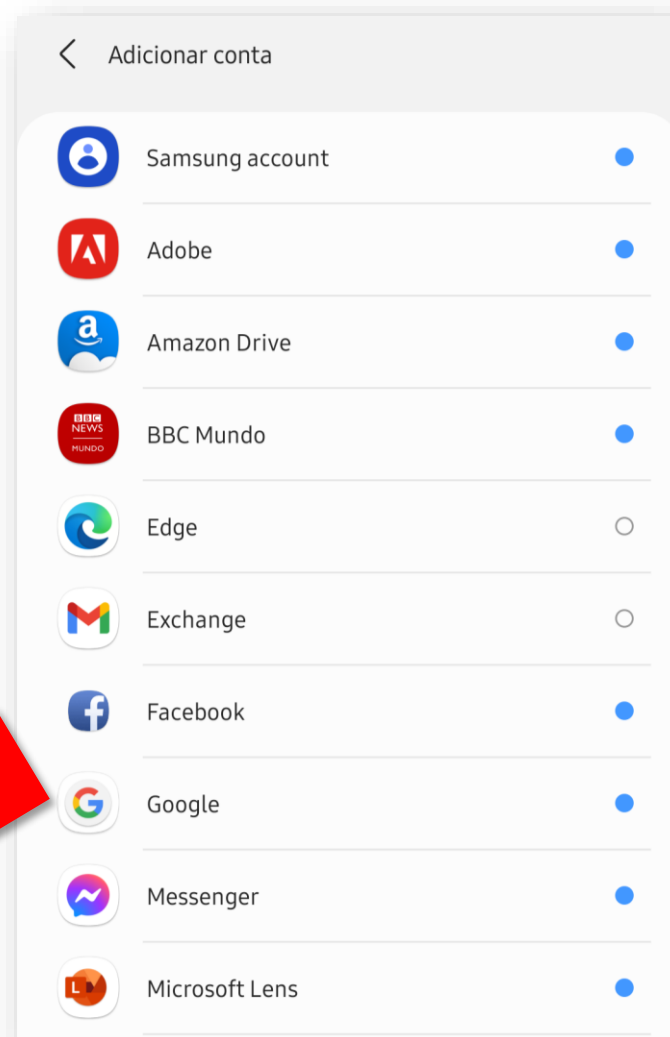 Adicionar conta
Samsung account
Adobe
Amazon Drive
BBC
NEWS
MUNDO
BBC Mundo
Edge
Exchange
Facebook
Google
Messenger
L
Microsoft Lens